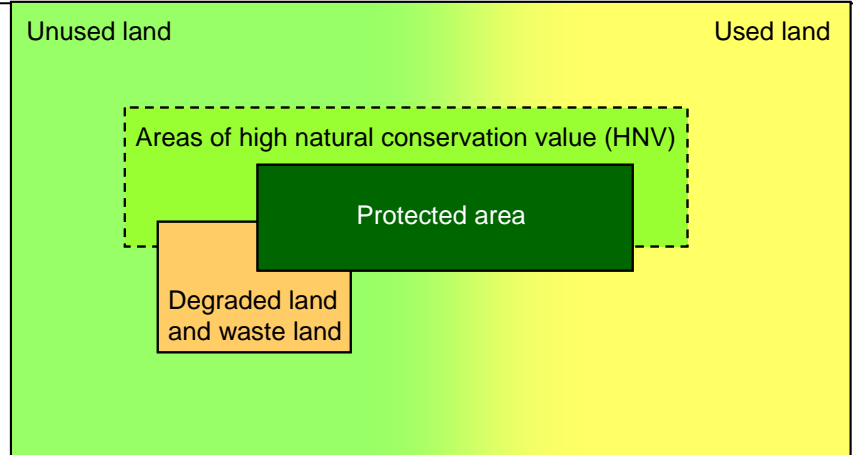 Unused land
Used land
Areas of high natural conservation value (HNV)
Protected area
Degraded land
and waste land